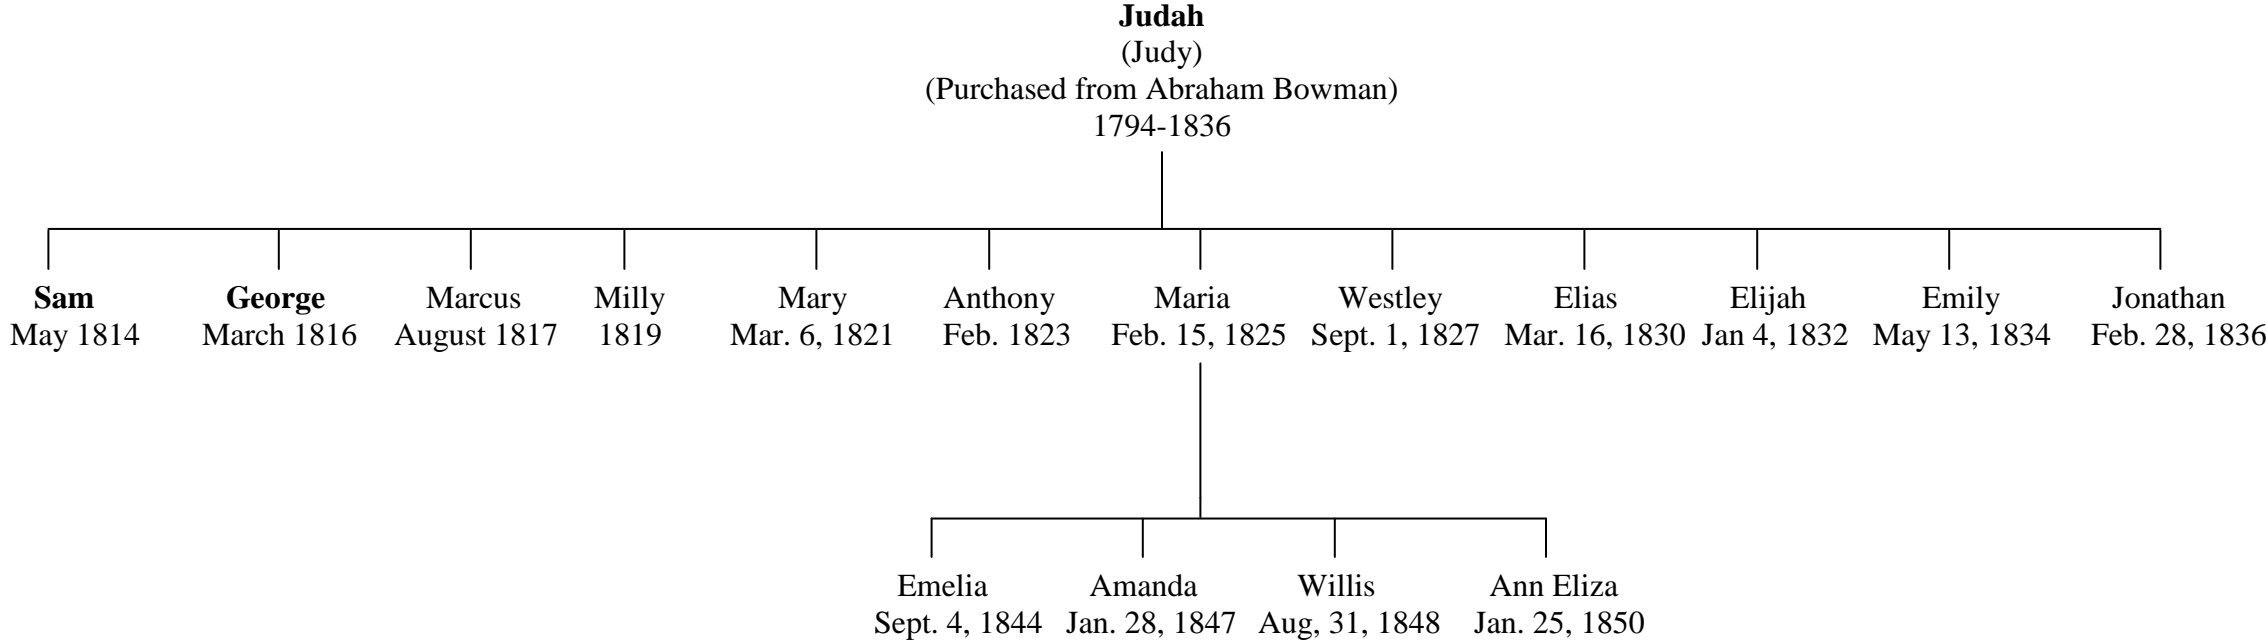 Judah
(Judy)
(Purchased from Abraham Bowman)
1794-1836
Sam George Marcus Milly Mary Anthony Maria Westley Elias Elijah Emily Jonathan
May 1814 March 1816 August 1817 1819 Mar. 6, 1821 Feb. 1823 Feb. 15, 1825 Sept. 1, 1827 Mar. 16, 1830 Jan 4, 1832 May 13, 1834 Feb. 28, 1836
Emelia Amanda Willis Ann Eliza
Sept. 4, 1844 Jan. 28, 1847 Aug, 31, 1848 Jan. 25, 1850